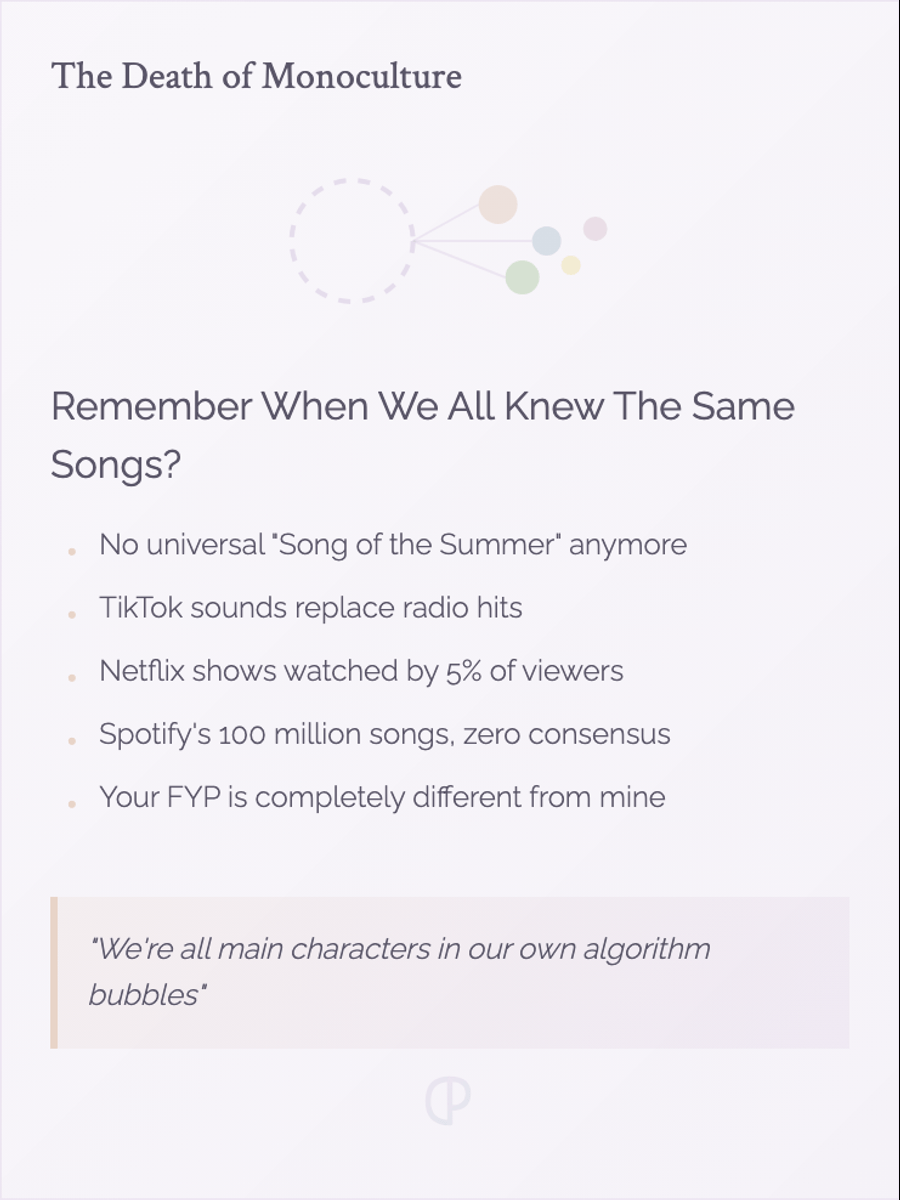 The Death of Monoculture
Remember When We All Knew The Same
Songs?
No universal "Song of the Summer" anymore
TikTok sounds replace radio hits
Netflix shows watched by 5% of viewers
Spotify's 100 million songs, zero consensus
Your FYP is completely different from mine
"We're all main characters in our own algorithm
bubbles"